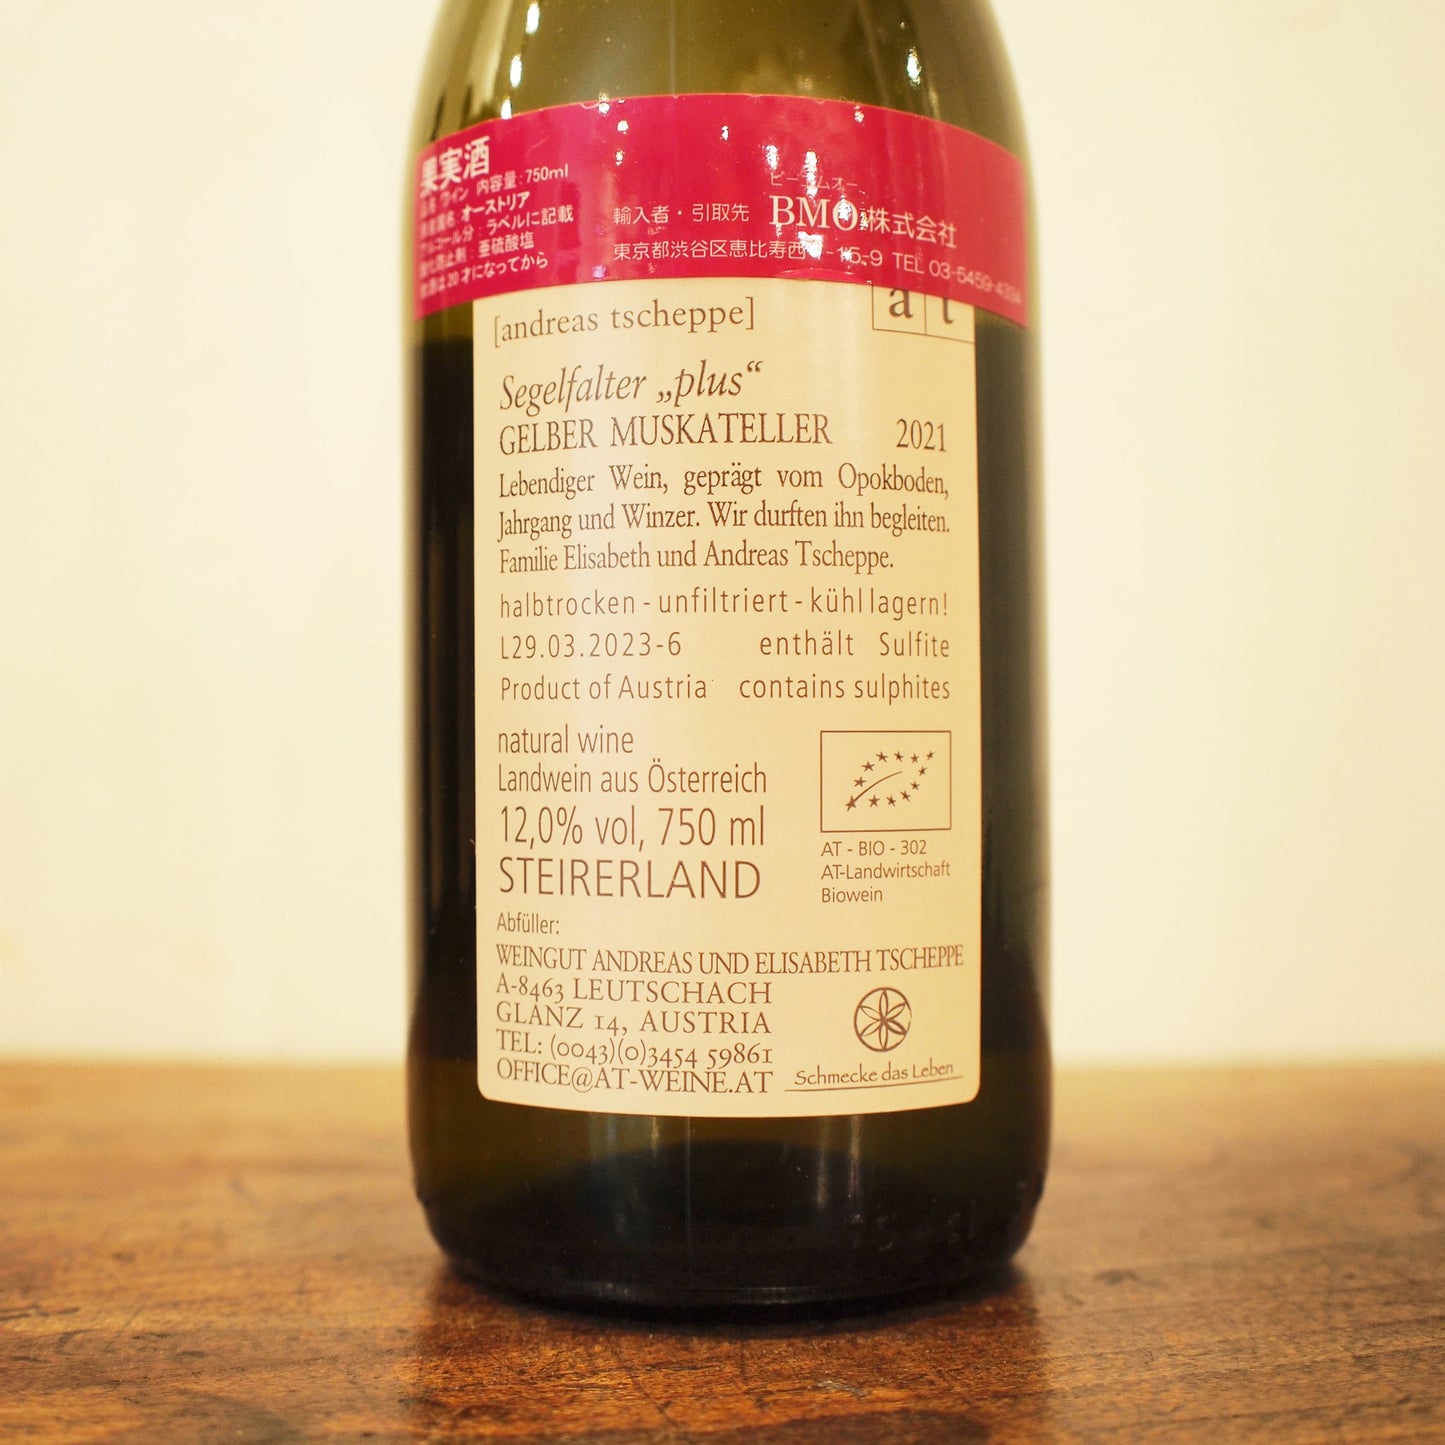 果実酒
ワイン 内容量:750ml
オーストリア
アルコール分:ラベルに記載
亜硫酸塩
20才になってから
ビーエムオー
輸入者・引取先 BMO株式会社
東京都渋谷区恵比寿西 -15-9 TEL 03-5459-4334
[andreas tscheppe]
a t
Segelfalter „plus“
GELBER MUSKATELLER 2021
Lebendiger Wein, geprägt vom Opokboden,
Jahrgang und Winzer. Wir durften ihn begleiten.
Familie Elisabeth und Andreas Tscheppe.
halbtrocken - unfiltriert - kühl lagern!
L29.03.2023-6 enthält Sulfite
Product of Austria contains sulphites
natural wine
Landwein aus Österreich
12,0% vol, 750 ml
STEIRERLAND
AT - BIO - 302
AT-Landwirtschaft
Biowein
Abfüller:
WEINGUT ANDREAS UND ELISABETH TSCHEPPE
A-8463 LEUTSCHACH
GLANZ 14, AUSTRIA
TEL: (0043)(0)3454 59861
OFFICE@AT-WEINE.AT
Schmecke das Leben